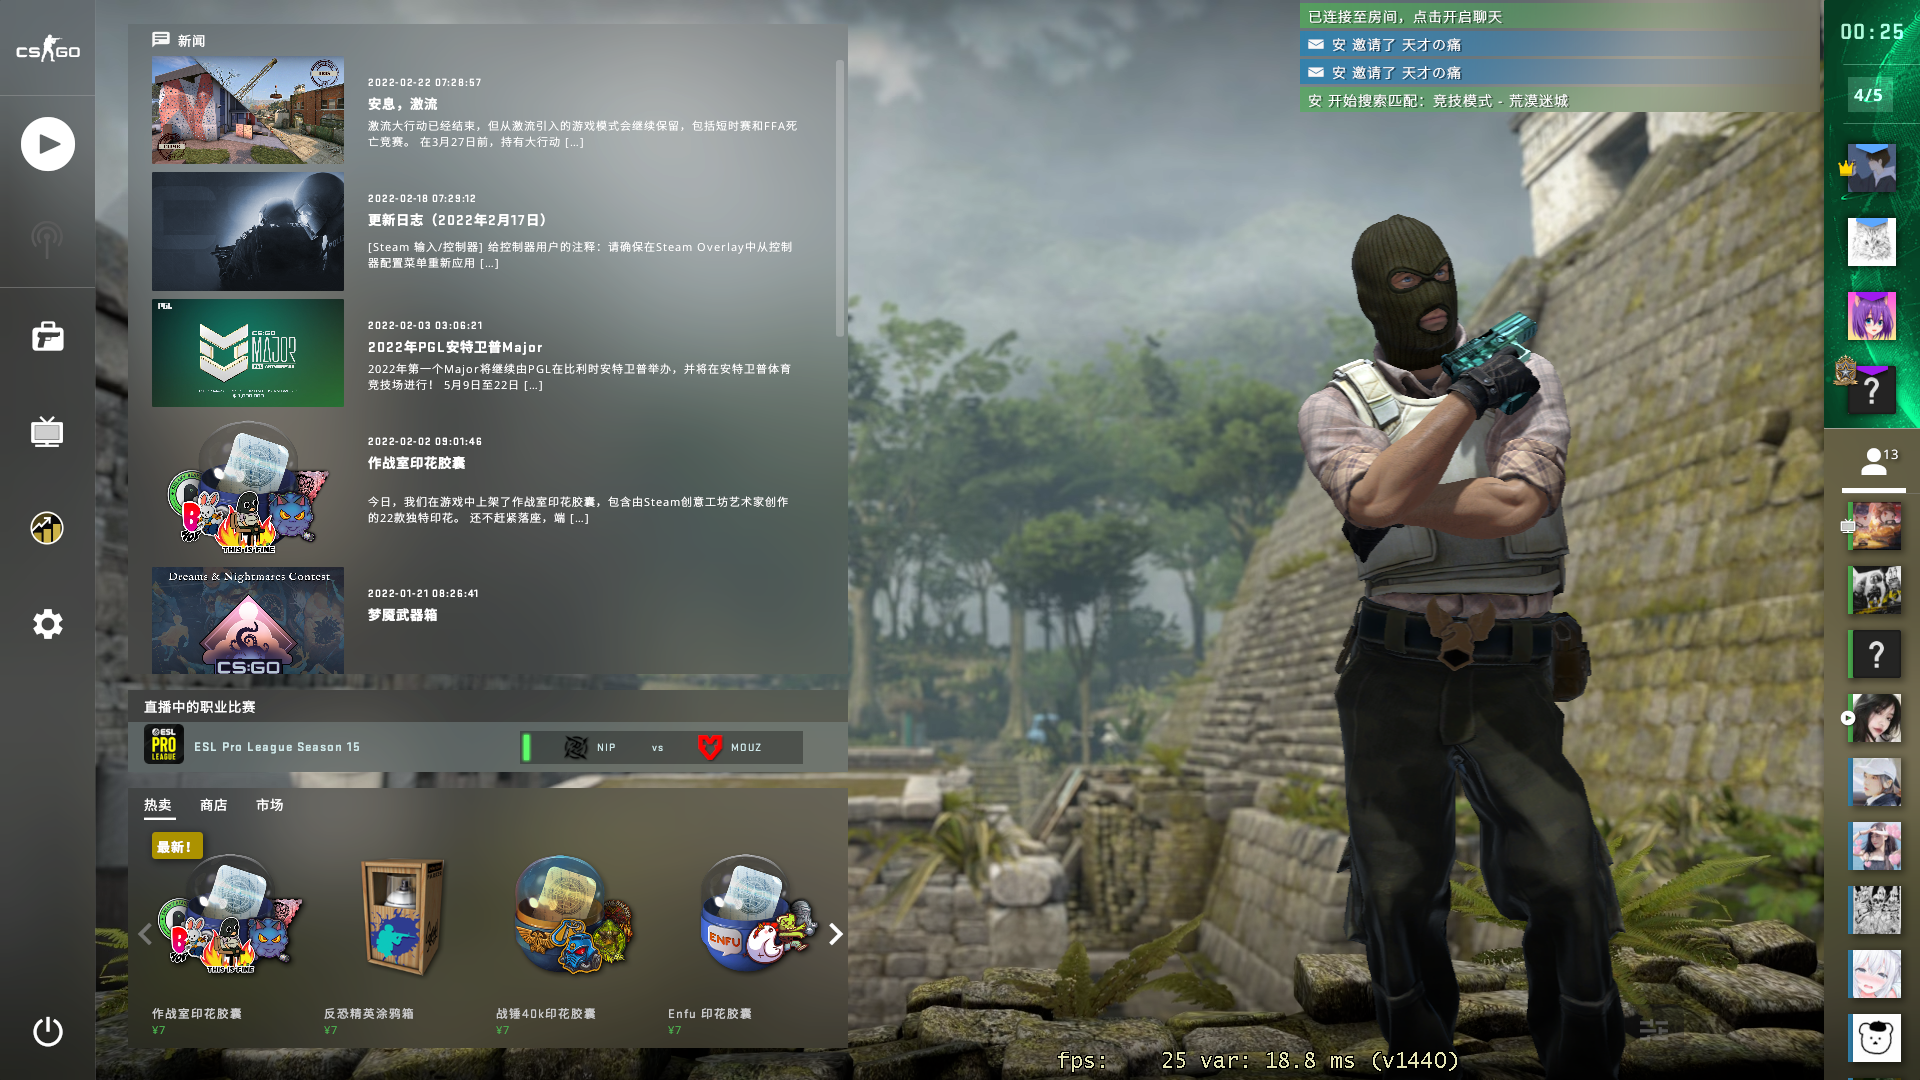 CS GO
新闻
2022-02-22 07:28:57
安息，激流
激流大行动已经结束，但从激流引入的游戏模式会继续保留，包括短时赛和FFA死
亡竞赛。 在3月27日前，持有大行动 [...]
2022-02-18 07:29:12
更新日志（2022年2月17日）
[Steam 输入/控制器] 给控制器用户的注释：请确保在Steam Overlay中从控制
器配置菜单重新应用 [...]
PGL
CS:GO
MAJOR
2022-02-03 03:06:21
2022年PGL安特卫普Major
2022年第一个Major将继续由PGL在比利时安特卫普举办，并将在安特卫普体育
竞技场进行！ 5月9日至22日 [...]
THIS IS FINE
2022-02-02 09:01:46
作战室印花胶囊
今日，我们在游戏中上架了作战室印花胶囊，包含由Steam创意工坊艺术家创作
的22款独特印花。 还不赶紧落座，端 [...]
Dreams & Nightmares Contest
CS:GO
2022-01-21 08:26:41
梦魇武器箱
直播中的职业比赛
ESL
PRO
LEAGUE
ESL Pro League Season 15
NIP
vs
MOUZ
热卖
商店
市场
最新！
THIS IS FINE
ENFU
作战室印花胶囊
¥7
反恐精英涂鸦箱
¥7
战锤40k印花胶囊
¥7
Enfu 印花胶囊
¥7
已连接至房间，点击开启聊天
安 邀请了 天才の痛
安 邀请了 天才の痛
安 开始搜索匹配：竞技模式 - 荒漠迷城
00:25
4/5
?
13
?
fps: 25 var: 18.8 ms (v1440)